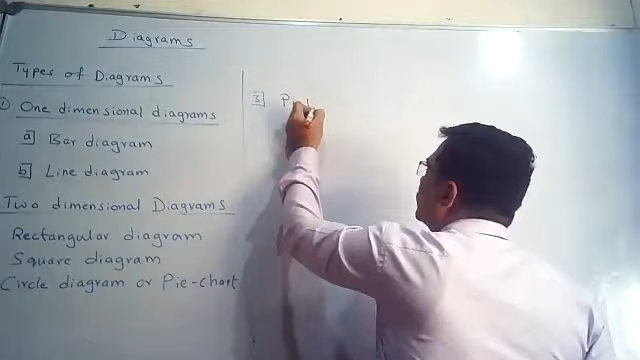 Diagrams
Types of Diagrams
① One dimensional diagrams
a Bar diagram
b Line diagram
Two dimensional Diagrams
Rectangular diagram
Square diagram
Circle diagram or Pie-chart
3 P